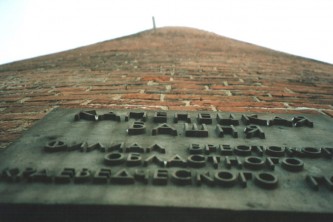 КАМЕНЕЦКАЯ
ВЕЖА
ФИЛИАЛ БРЕСТСКОГО
ОБЛАСТНОГО
КРАЕВЕДЧЕСКОГО